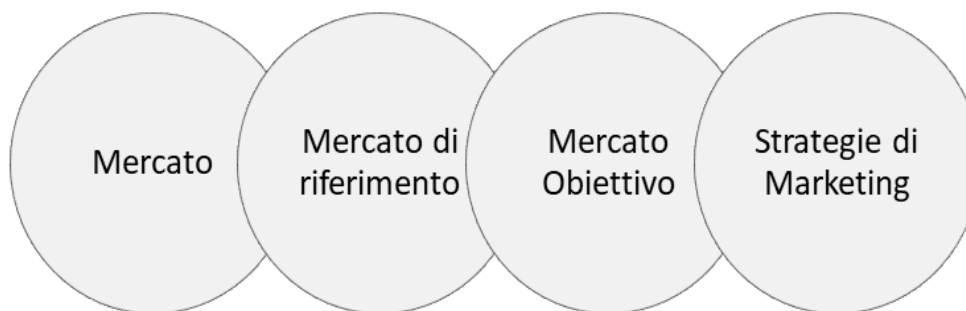 Mercato
Mercato di
riferimento
Mercato
Obiettivo
Strategie di
Marketing